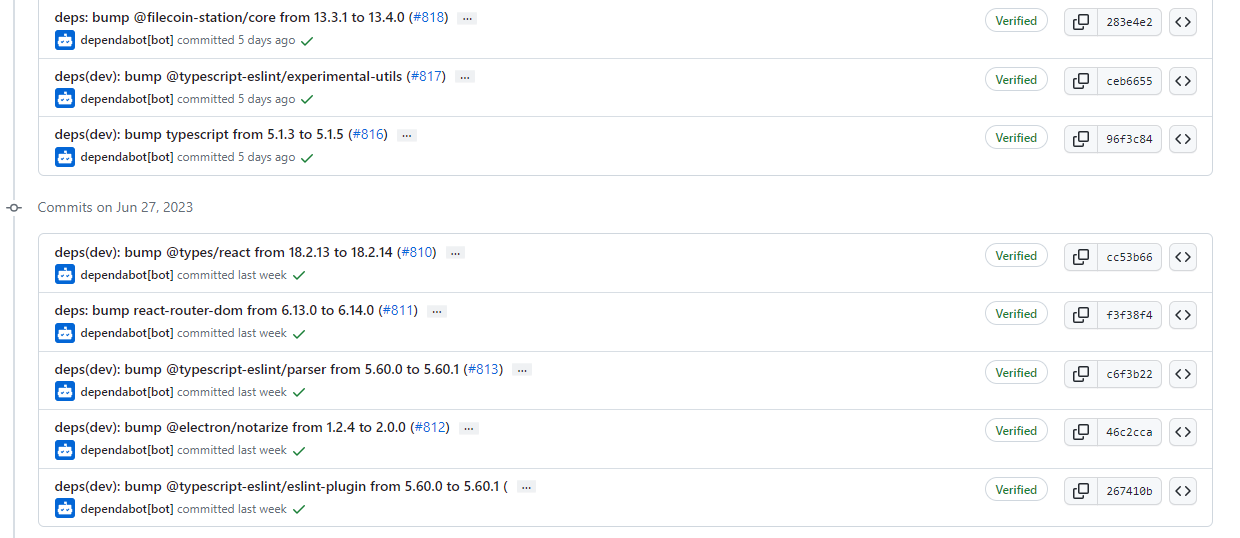 deps: bump @filecoin-station/core from 13.3.1 to 13.4.0 (#818) ... Verified 283e4e2
dependabot[bot] committed 5 days ago
deps(dev): bump @typescript-eslint/experimental-utils (#817) ... Verified ceb6655
dependabot[bot] committed 5 days ago
deps(dev): bump typescript from 5.1.3 to 5.1.5 (#816) ... Verified 96f3c84
dependabot[bot] committed 5 days ago
Commits on Jun 27, 2023
deps(dev): bump @types/react from 18.2.13 to 18.2.14 (#810) ... Verified cc53b66
dependabot[bot] committed last week
deps: bump react-router-dom from 6.13.0 to 6.14.0 (#811) ... Verified f3f38f4
dependabot[bot] committed last week
deps(dev): bump @typescript-eslint/parser from 5.60.0 to 5.60.1 (#813) ... Verified c6f3b22
dependabot[bot] committed last week
deps(dev): bump @electron/notarize from 1.2.4 to 2.0.0 (#812) ... Verified 46c2cca
dependabot[bot] committed last week
deps(dev): bump @typescript-eslint/eslint-plugin from 5.60.0 to 5.60.1 ( ... Verified 267410b
dependabot[bot] committed last week